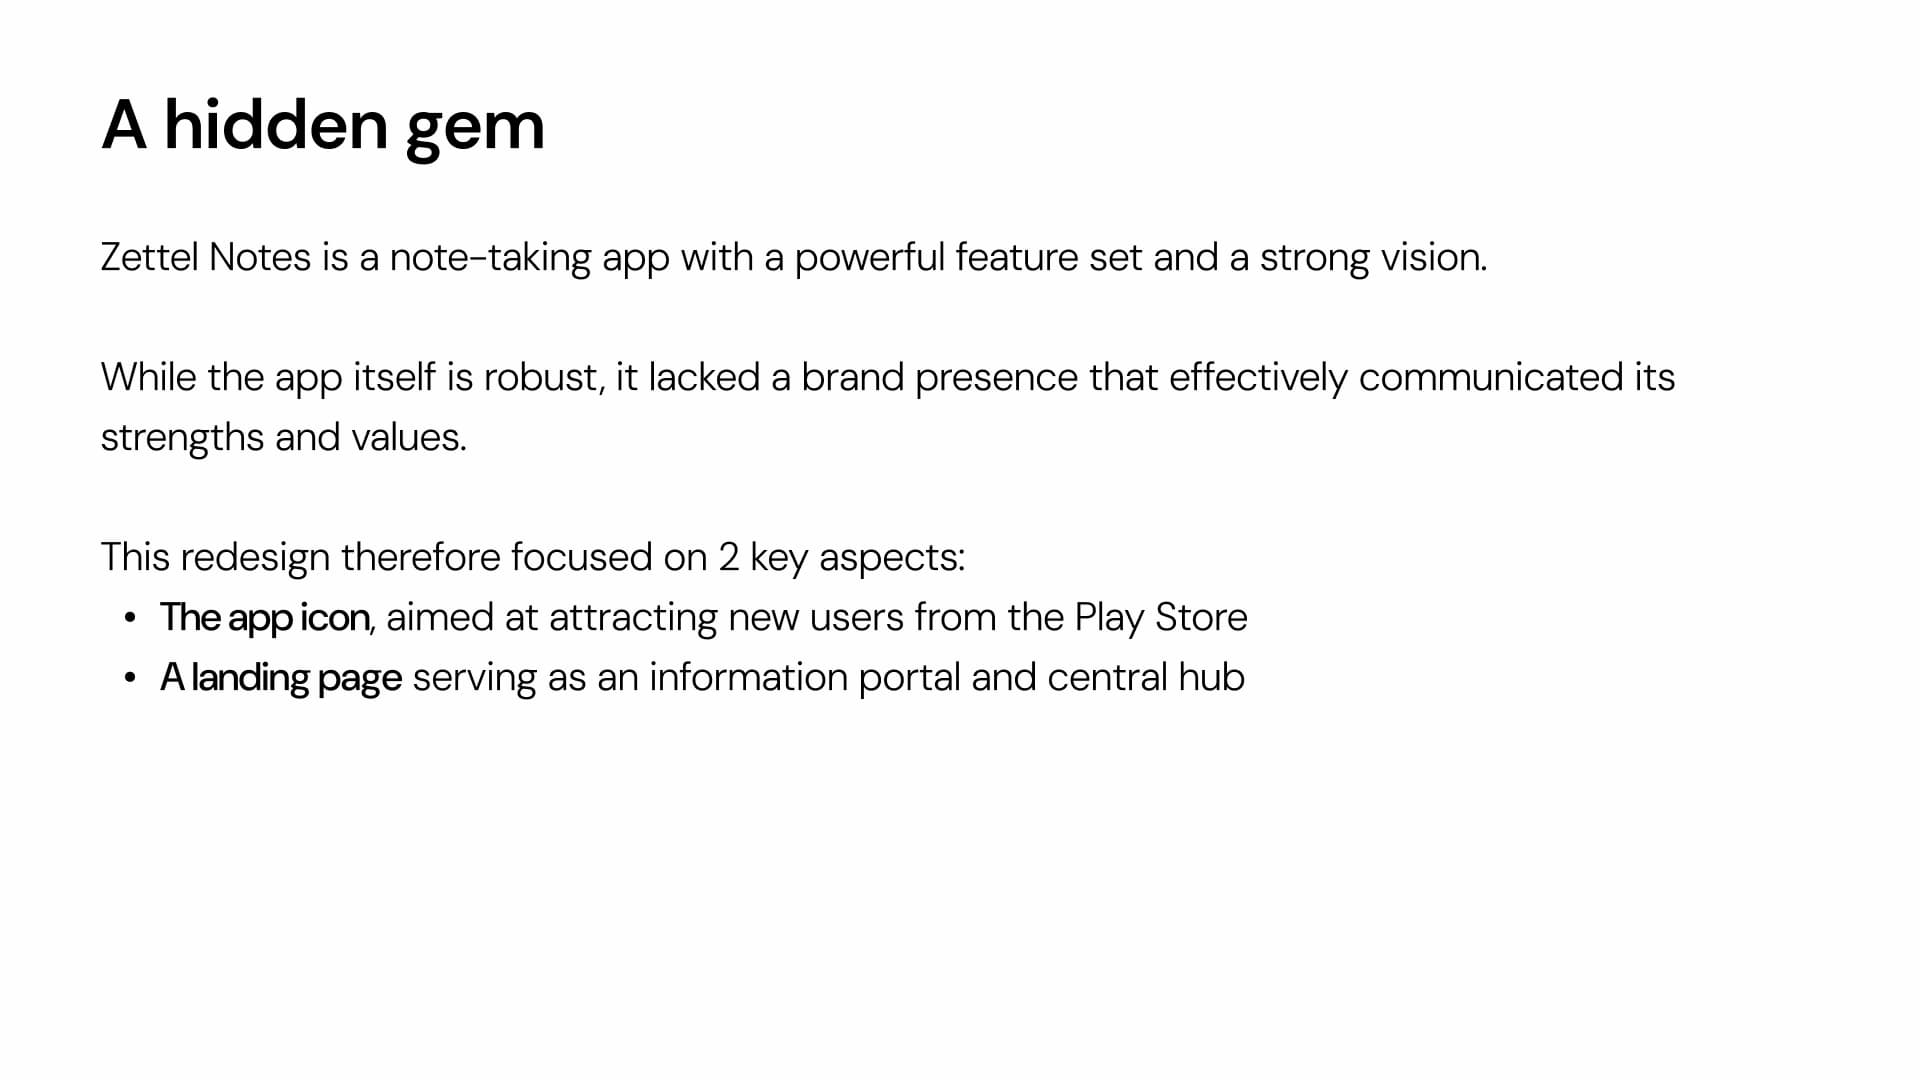 A hidden gem
Zettel Notes is a note-taking app with a powerful feature set and a strong vision.
While the app itself is robust, it lacked a brand presence that effectively communicated its
strengths and values.
This redesign therefore focused on 2 key aspects:
• The app icon, aimed at attracting new users from the Play Store
• A landing page serving as an information portal and central hub